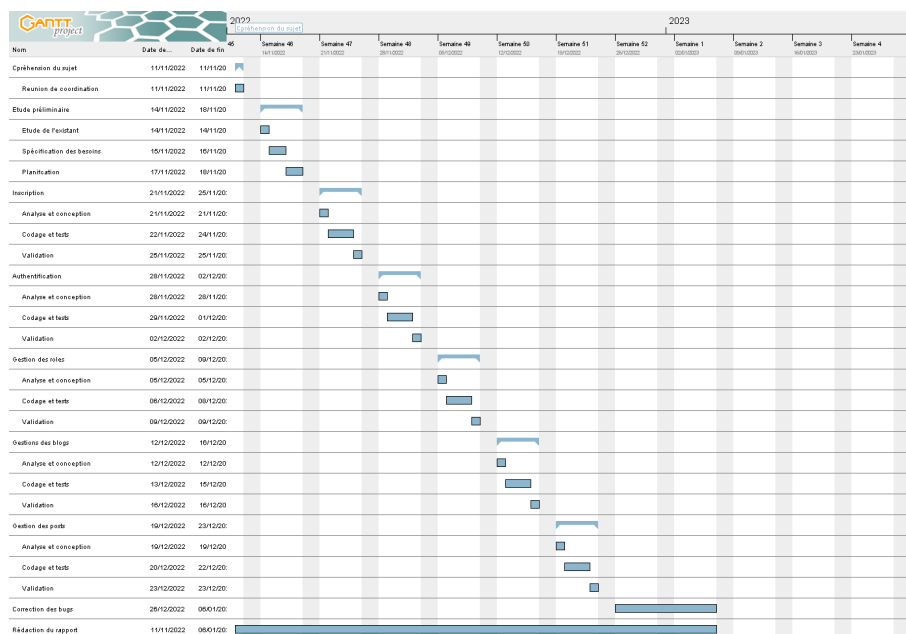 GANTT project
2022
2023
Cpréhension du sujet
Nom Date de... Date de fin
45 Semaine 46 Semaine 47 Semaine 48 Semaine 49 Semaine 50 Semaine 51 Semaine 52 Semaine 1 Semaine 2 Semaine 3 Semaine 4
14/11/2022 21/11/2022 28/11/2022 05/12/2022 12/12/2022 19/12/2022 26/12/2022 02/01/2023 09/01/2023 16/01/2023 23/01/2023
Cpréhension du sujet 11/11/2022 11/11/20
Reunion de coordination 11/11/2022 11/11/20
Etude préliminaire 14/11/2022 18/11/20
Etude de l'existant 14/11/2022 14/11/20
Spécification des besoins 15/11/2022 16/11/20
Planifcation 17/11/2022 18/11/20
Inscription 21/11/2022 25/11/20:
Analyse et conception 21/11/2022 21/11/20:
Codage et tests 22/11/2022 24/11/20:
Validation 25/11/2022 25/11/20:
Authentification 28/11/2022 02/12/20:
Analyse et conception 28/11/2022 28/11/20:
Codage et tests 29/11/2022 01/12/20:
Validation 02/12/2022 02/12/20:
Gestion des roles 05/12/2022 09/12/20:
Analyse et conception 05/12/2022 05/12/20:
Codage et tests 06/12/2022 08/12/20:
Validation 09/12/2022 09/12/20:
Gestions des blogs 12/12/2022 16/12/20
Analyse et conception 12/12/2022 12/12/20
Codage et tests 13/12/2022 15/12/20
Validation 16/12/2022 16/12/20
Gestion des posts 19/12/2022 23/12/20:
Analyse et conception 19/12/2022 19/12/20
Codage et tests 20/12/2022 22/12/20:
Validation 23/12/2022 23/12/20:
Correction des bugs 26/12/2022 06/01/20:
Rédaction du rapport 11/11/2022 06/01/20: